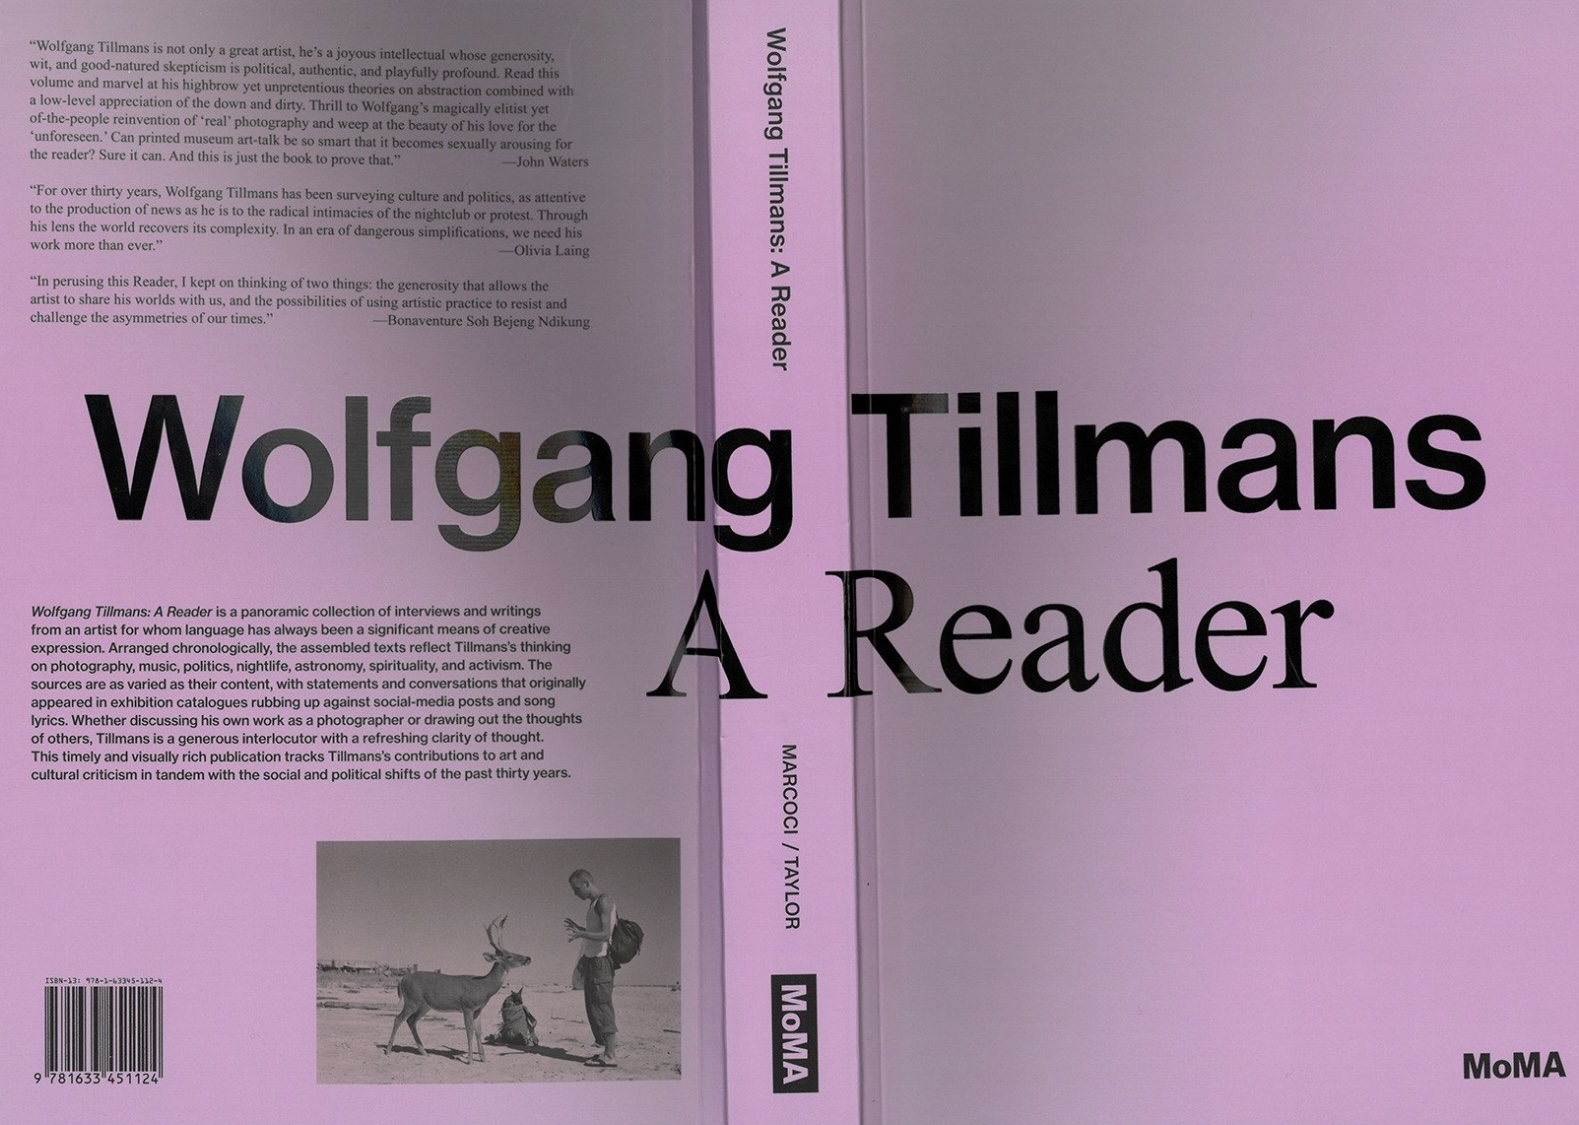 “Wolfgang Tillmans is not only a great artist, he’s a joyous intellectual whose generosity,
wit, and good-natured skepticism is political, authentic, and playfully profound. Read this
volume and marvel at his highbrow yet unpretentious theories on abstraction combined with
a low-level appreciation of the down and dirty. Thrill to Wolfgang’s magically elitist yet
of-the-people reinvention of ‘real’ photography and weep at the beauty of his love for the
‘unforeseen.’ Can printed museum art-talk be so smart that it becomes sexually arousing for
the reader? Sure it can. And this is just the book to prove that.” —John Waters
“For over thirty years, Wolfgang Tillmans has been surveying culture and politics, as attentive
to the production of news as he is to the radical intimacies of the nightclub or protest. Through
his lens the world recovers its complexity. In an era of dangerous simplifications, we need his
work more than ever.” —Olivia Laing
“In perusing this Reader, I kept on thinking of two things: the generosity that allows the
artist to share his worlds with us, and the possibilities of using artistic practice to resist and
challenge the asymmetries of our times.” —Bonaventure Soh Bejeng Ndikung
Wolfgang Tillmans
A Reader
Wolfgang Tillmans: A Reader is a panoramic collection of interviews and writings
from an artist for whom language has always been a significant means of creative
expression. Arranged chronologically, the assembled texts reflect Tillmans’s thinking
on photography, music, politics, nightlife, astronomy, spirituality, and activism. The
sources are as varied as their content, with statements and conversations that originally
appeared in exhibition catalogues rubbing up against social-media posts and song
lyrics. Whether discussing his own work as a photographer or drawing out the thoughts
of others, Tillmans is a generous interlocutor with a refreshing clarity of thought.
This timely and visually rich publication tracks Tillmans’s contributions to art and
cultural criticism in tandem with the social and political shifts of the past thirty years.
ISBN-13: 978-1-63345-112-4
9 781633 451124
Wolfgang Tillmans: A Reader
MARCOCI / TAYLOR
MoMA
MoMA